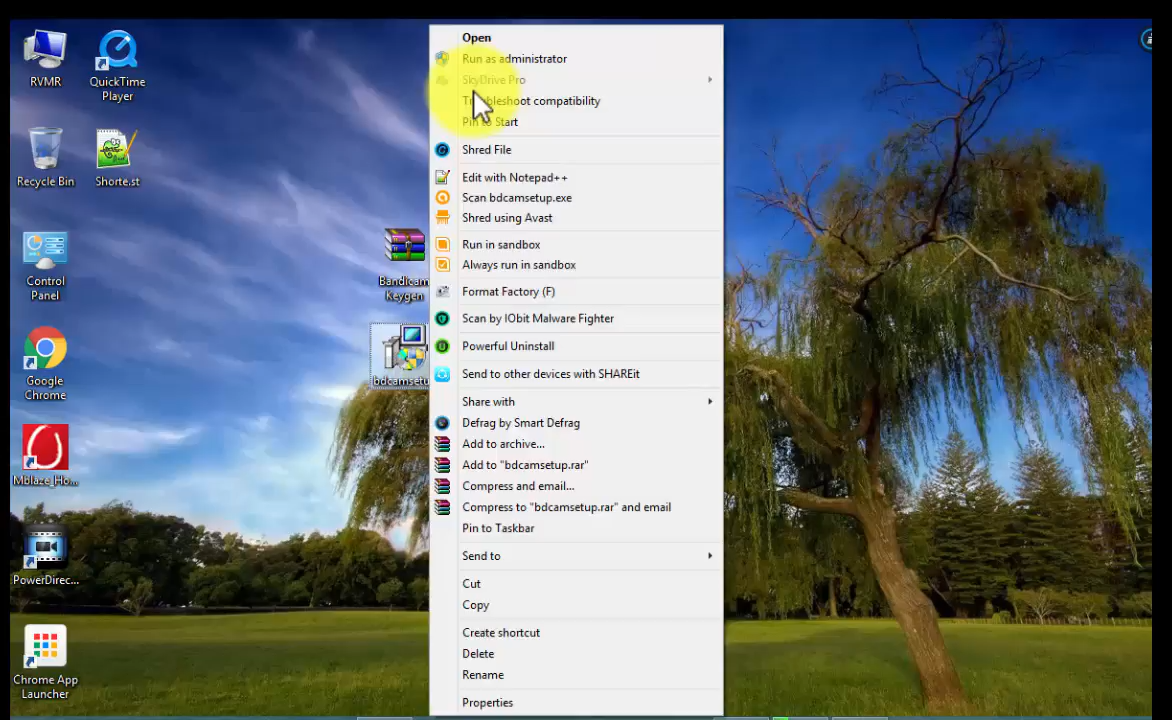 RVMR
QuickTime
Player
Recycle Bin
Shorte.st
Control
Panel
Google
Chrome
Mblaze_Ho...
PowerDirec...
Chrome App
Launcher
Bandicam
Keygen
bdcamsetu
Open
Run as administrator
SkyDrive Pro
Troubleshoot compatibility
Pin to Start
Shred File
Edit with Notepad++
Scan bdcamsetup.exe
Shred using Avast
Run in sandbox
Always run in sandbox
Format Factory (F)
Scan by IObit Malware Fighter
Powerful Uninstall
Send to other devices with SHAREit
Share with
Defrag by Smart Defrag
Add to archive...
Add to "bdcamsetup.rar"
Compress and email...
Compress to "bdcamsetup.rar" and email
Pin to Taskbar
Send to
Cut
Copy
Create shortcut
Delete
Rename
Properties